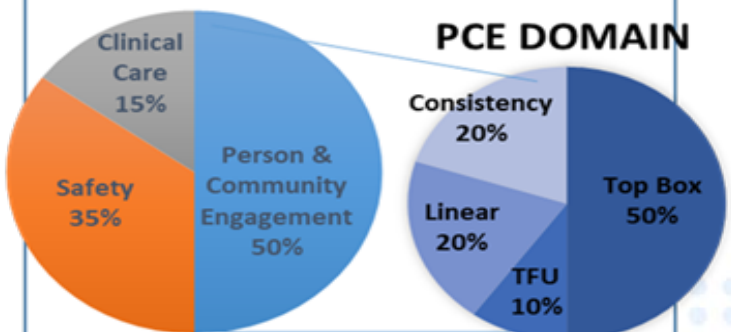 PCE DOMAIN
Clinical
Care
15%
Person &
Community
Engagement
50%
Safety
35%
Consistency
20%
Top Box
50%
Linear
20%
TFU
10%